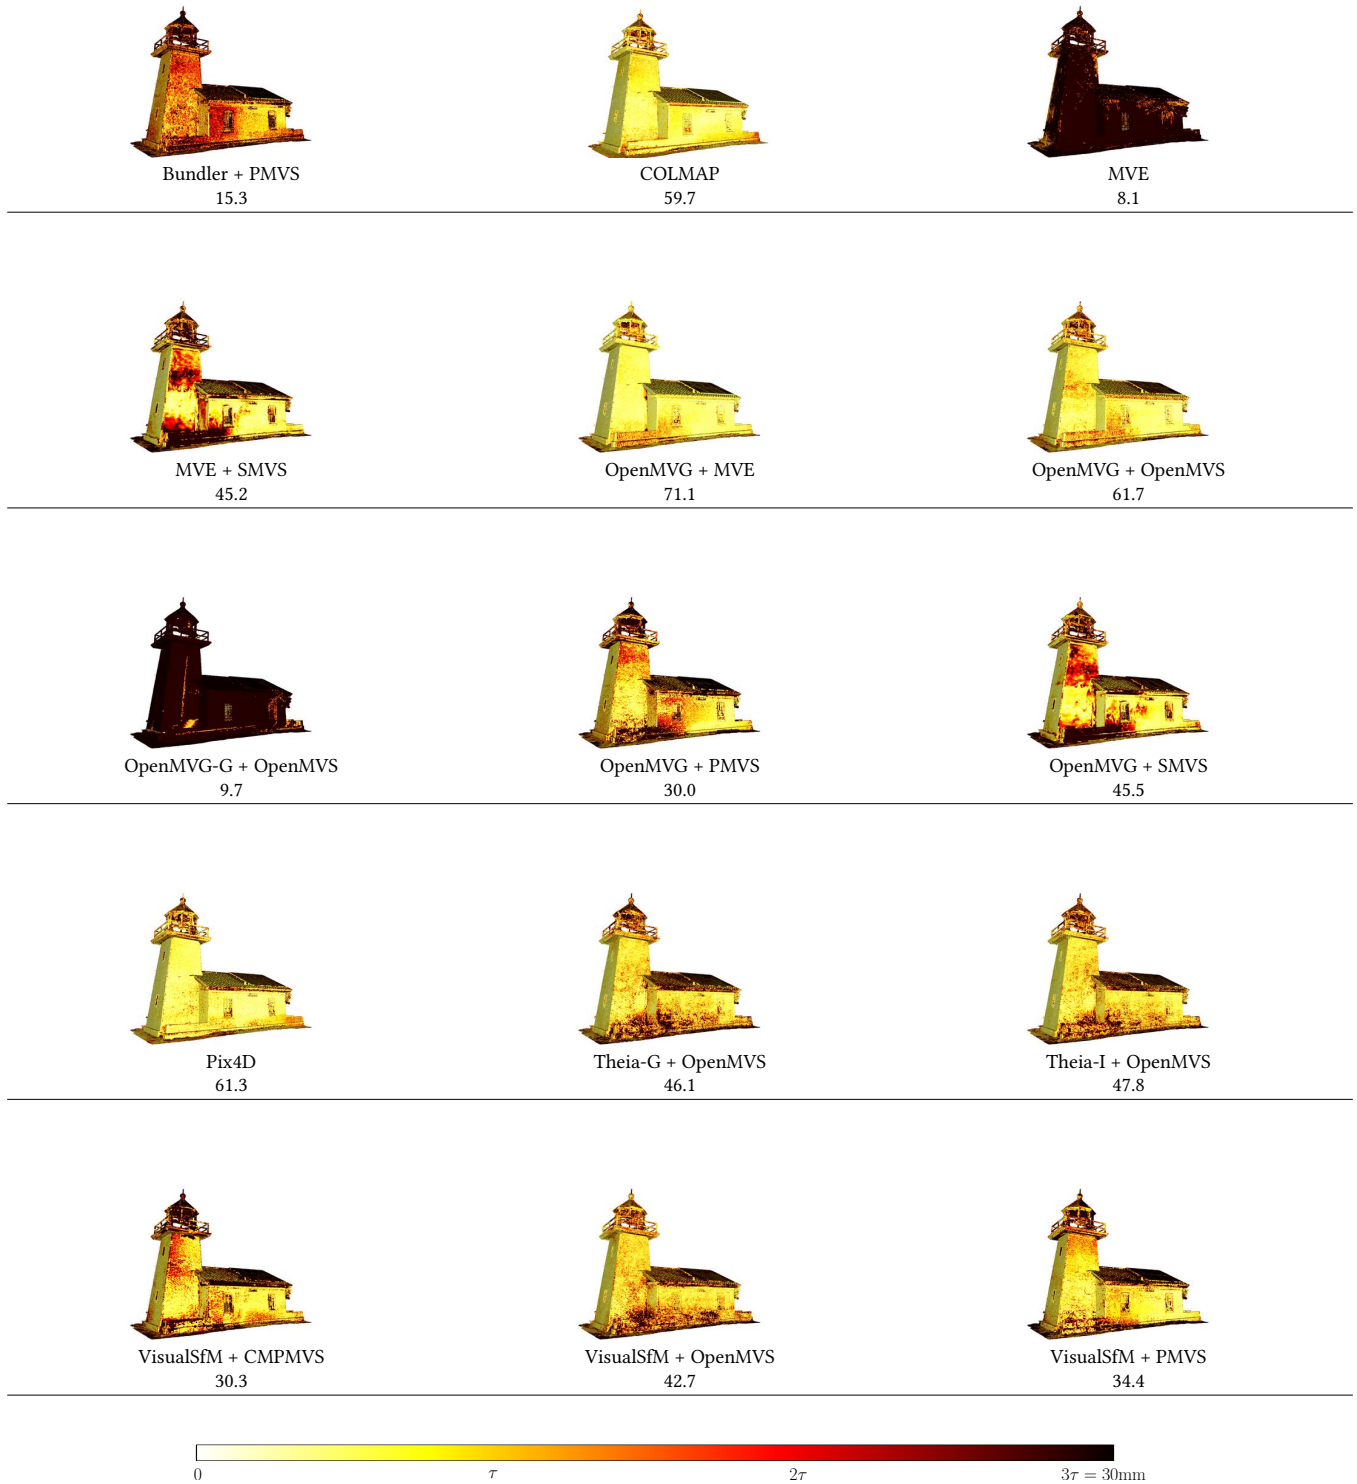 Bundler + PMVS
15.3
COLMAP
59.7
MVE
8.1
MVE + SMVS
45.2
OpenMVG + MVE
71.1
OpenMVG + OpenMVS
61.7
OpenMVG-G + OpenMVS
9.7
OpenMVG + PMVS
30.0
OpenMVG + SMVS
45.5
Pix4D
61.3
Theia-G + OpenMVS
46.1
Theia-I + OpenMVS
47.8
VisualSfM + CMPMVS
30.3
VisualSfM + OpenMVS
42.7
VisualSfM + PMVS
34.4
0 τ 2τ 3τ = 30mm